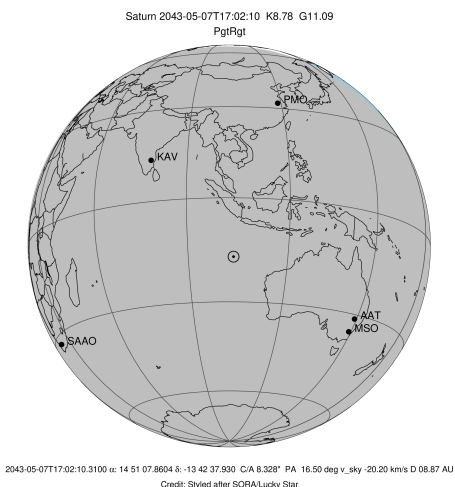 Saturn 2043-05-07T17:02:10 K8.78 G11.09
PgtRgt
PMO
KAV
AAT
MSO
SAAO
2043-05-07T17:02:10.3100 α: 14 51 07.8604 δ: -13 42 37.930 C/A 8.328" PA 16.50 deg v_sky -20.20 km/s D 08.87 AU
Credit: Styled after SORA/Lucky Star